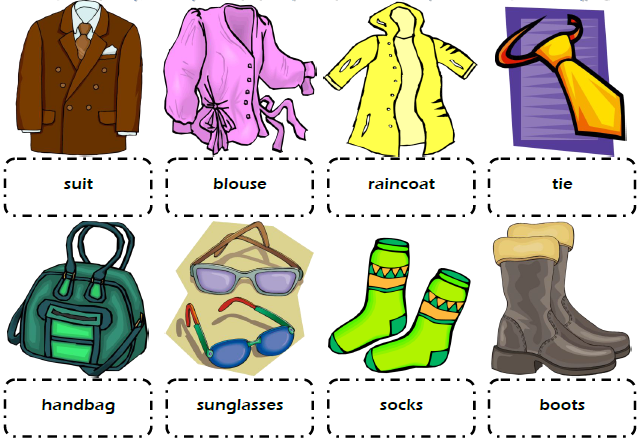 suit
blouse
raincoat
tie
handbag
sunglasses
socks
boots